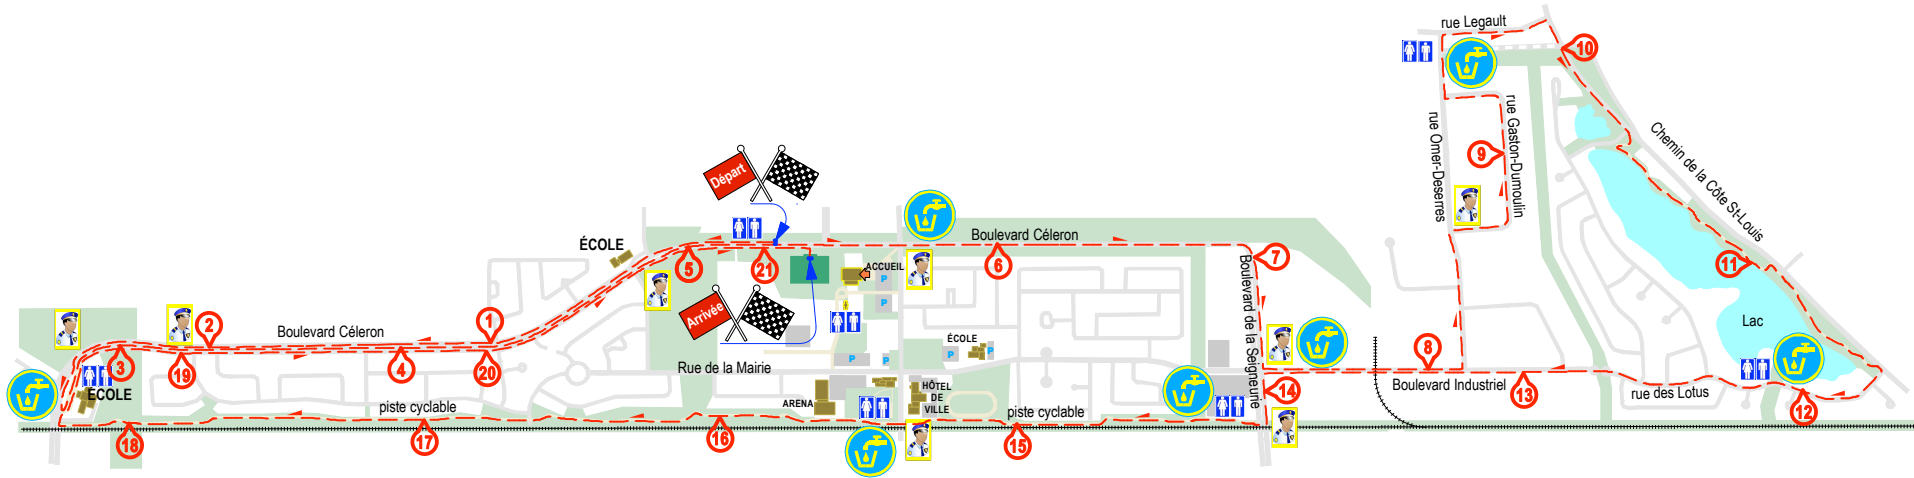 rue Legault
10
rue Gaston-Dumoulin
rue Omer-Deserres
9
Chemin de la Côte St-Louis
11
Départ
ÉCOLE
5
21
ACCUEIL
P
P
Boulevard Céleron
6
7
Boulevard de la Seigneurie
Arrivée
1
2
Boulevard Céleron
3
19
4
20
Rue de la Mairie
P
P
ÉCOLE
P
P
Lac
8
Boulevard Industriel
13
14
rue des Lotus
12
ÉCOLE
piste cyclable
ARENA
HÔTEL
DE
VILLE
piste cyclable
18
17
16
15